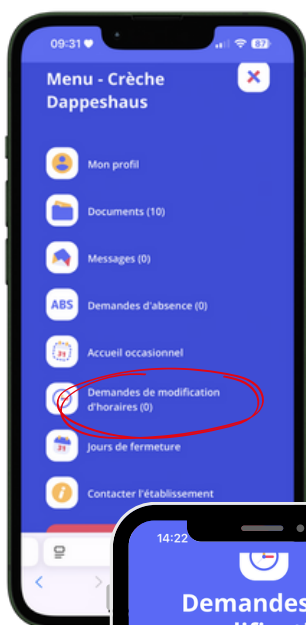 09:31
87
Menu - Crèche
Dappeshaus
Mon profil
Documents (10)
Messages (0)
ABS
Demandes d'absence (0)
31
Accueil occasionnel
Demandes de modification
d'horaires (0)
31
Jours de fermeture
Contacter l'établissement
14:22
Demandes